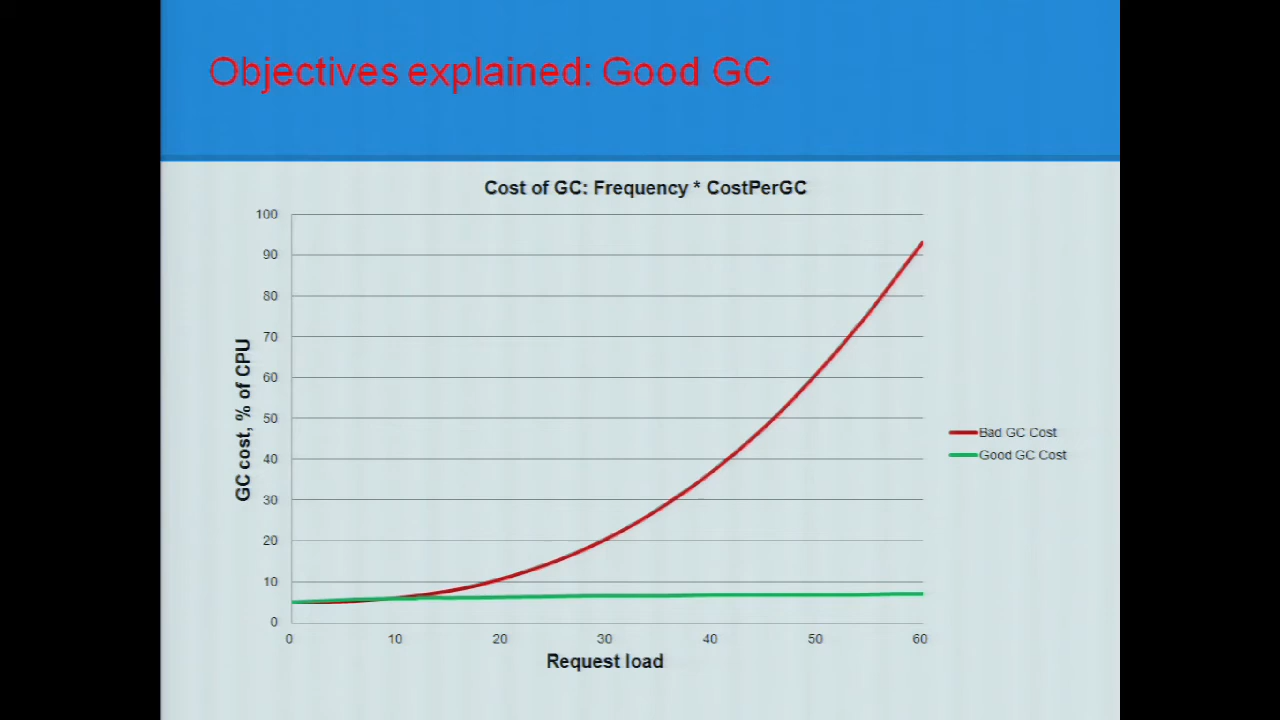 Objectives explained: Good GC
Cost of GC: Frequency * CostPerGC
100
90
80
70
60
50
40
30
20
10
0
GC cost, % of CPU
0 10 20 30 40 50 60
Request load
Bad GC Cost
Good GC Cost